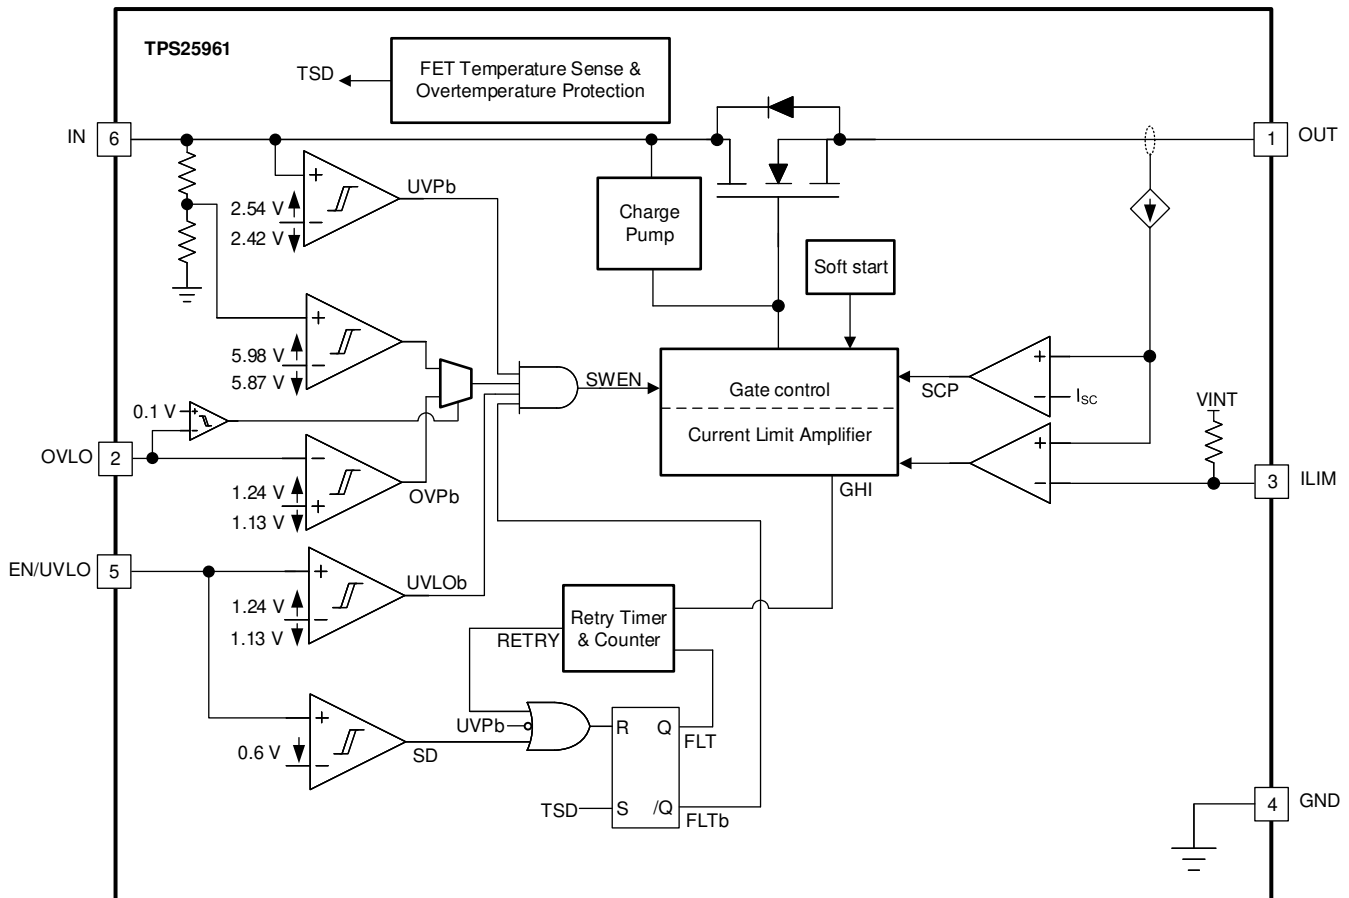 TPS25961
TSD
FET Temperature Sense &
Overtemperature Protection
IN
6
1
OUT
+
UVPb
2.54 V
−
2.42 V
Charge
Pump
Soft start
+
5.98 V
−
5.87 V
0.1 V
+
−
SWEN
Gate control
Current Limit Amplifier
SCP
+
−
ISC
VINT
OVLO
2
−
1.24 V
+
1.13 V
OVPb
GHI
+
−
3
ILIM
EN/UVLO
5
+
UVLOb
1.24 V
−
1.13 V
Retry Timer
& Counter
RETRY
+
0.6 V
−
SD
UVPb
R
Q
FLT
TSD
S
/Q
FLTb
4
GND